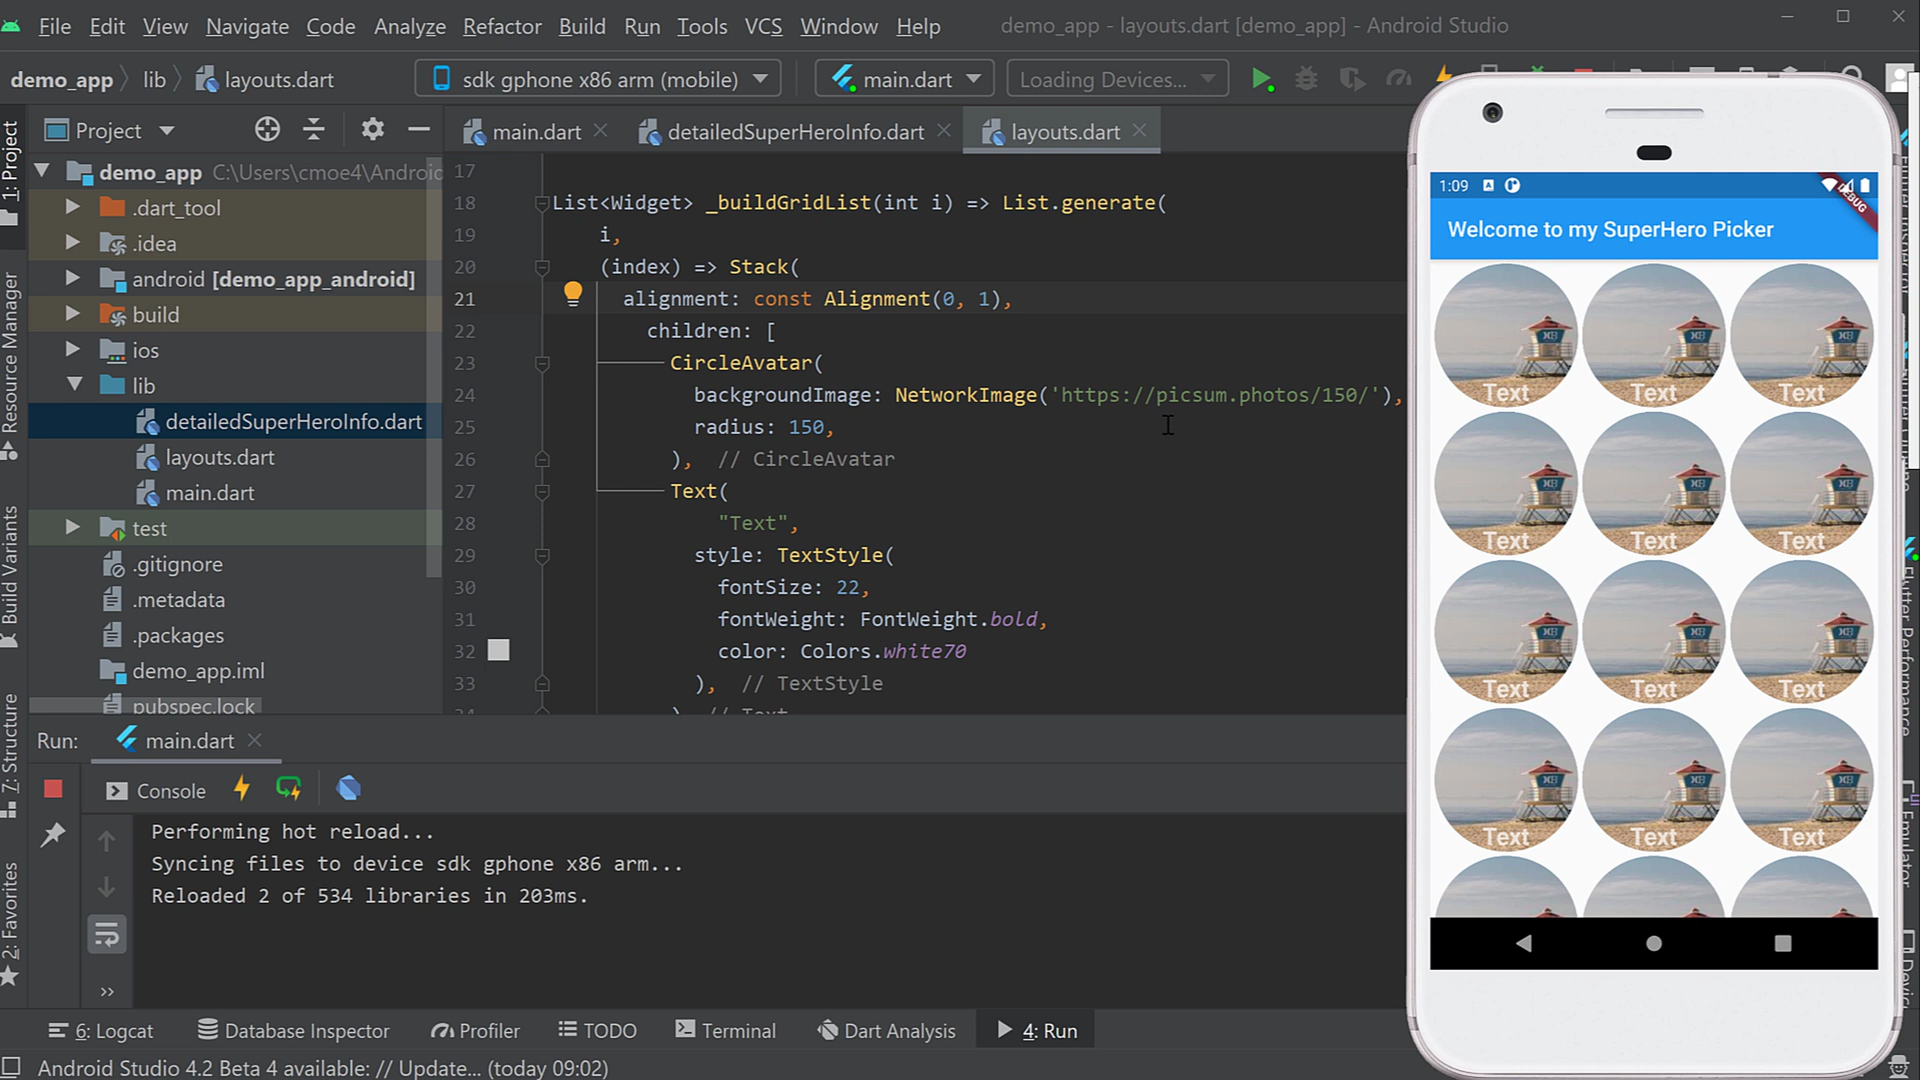 File Edit View Navigate Code Analyze Refactor Build Run Tools VCS Window Help demo_app - layouts.dart [demo_app] - Android Studio
demo_app lib layouts.dart sdk gphone x86 arm (mobile) main.dart Loading Devices...
Project main.dart detailedSuperHeroInfo.dart layouts.dart
1: Project
Resource Manager
Build Variants
7: Structure
2: Favorites
demo_app C:\Users\cmoe4\Android
.dart_tool
.idea
android [demo_app_android]
build
ios
lib
detailedSuperHeroInfo.dart
layouts.dart
main.dart
test
.gitignore
.metadata
.packages
demo_app.iml
pubspec.lock
17
18 List<Widget> _buildGridList(int i) => List.generate(
19 i,
20 (index) => Stack(
21 alignment: const Alignment(0, 1),
22 children: [
23 CircleAvatar(
24 backgroundImage: NetworkImage('https://picsum.photos/150/'),
25 radius: 150,
26 ), // CircleAvatar
27 Text(
28 "Text",
29 style: TextStyle(
30 fontSize: 22,
31 fontWeight: FontWeight.bold,
32 color: Colors.white70
33 ), // TextStyle
34 ) // Text
Run: main.dart
Console
Performing hot reload...
Syncing files to device sdk gphone x86 arm...
Reloaded 2 of 534 libraries in 203ms.
6: Logcat Database Inspector Profiler TODO Terminal Dart Analysis 4: Run
Android Studio 4.2 Beta 4 available: // Update... (today 09:02)
1:09
DEBUG
Welcome to my SuperHero Picker
Text Text Text
Text Text Text
Text Text Text
Text Text Text
Flutter Performance
Emulator